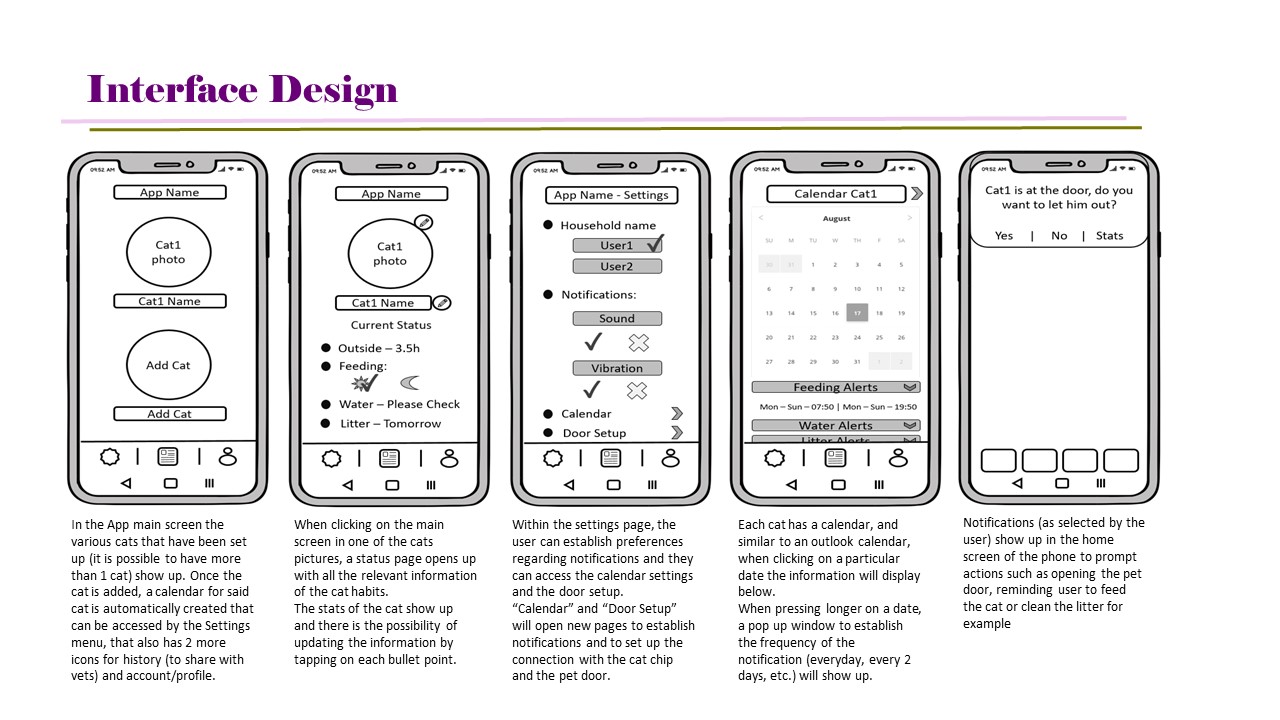 Interface Design
09:52 AM
App Name
Cat1
photo
Cat1 Name
Add Cat
Add Cat
In the App main screen the
various cats that have been set
up (it is possible to have more
than 1 cat) show up. Once the
cat is added, a calendar for said
cat is automatically created that
can be accessed by the Settings
menu, that also has 2 more
icons for history (to share with
vets) and account/profile.
09:52 AM
App Name
Cat1
photo
Cat1 Name
Current Status
Outside – 3.5h
Feeding:
Water – Please Check
Litter – Tomorrow
When clicking on the main
screen in one of the cats
pictures, a status page opens up
with all the relevant information
of the cat habits.
The stats of the cat show up
and there is the possibility of
updating the information by
tapping on each bullet point.
09:52 AM
App Name - Settings
Household name
User1
User2
Notifications:
Sound
Vibration
Calendar
Door Setup
Within the settings page, the
user can establish preferences
regarding notifications and they
can access the calendar settings
and the door setup.
“Calendar” and “Door Setup”
will open new pages to establish
notifications and to set up the
connection with the cat chip
and the pet door.
09:52 AM
Calendar Cat1
< August >
SU M TU W TH F SA
30 31 1 2 3 4 5
6 7 8 9 10 11 12
13 14 15 16 17 18 19
20 21 22 23 24 25 26
27 28 29 30 31 1 2
Feeding Alerts
Mon – Sun – 07:50 | Mon – Sun – 19:50
Water Alerts
Litter Alerts
Each cat has a calendar, and
similar to an outlook calendar,
when clicking on a particular
date the information will display
below.
When pressing longer on a date,
a pop up window to establish
the frequency of the
notification (everyday, every 2
days, etc.) will show up.
09:52 AM
Cat1 is at the door, do you
want to let him out?
Yes | No | Stats
Notifications (as selected by the
user) show up in the home
screen of the phone to prompt
actions such as opening the pet
door, reminding user to feed
the cat or clean the litter for
example